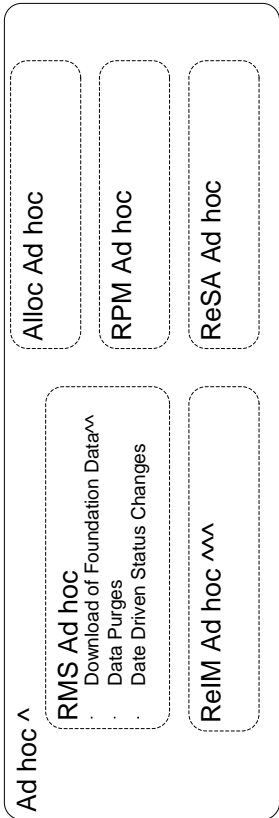 Ad hoc ^
RMS Ad hoc
. Download of Foundation Data^^
. Data Purges
. Date Driven Status Changes
ReIM Ad hoc ^^^
Alloc Ad hoc
RPM Ad hoc
ReSA Ad hoc